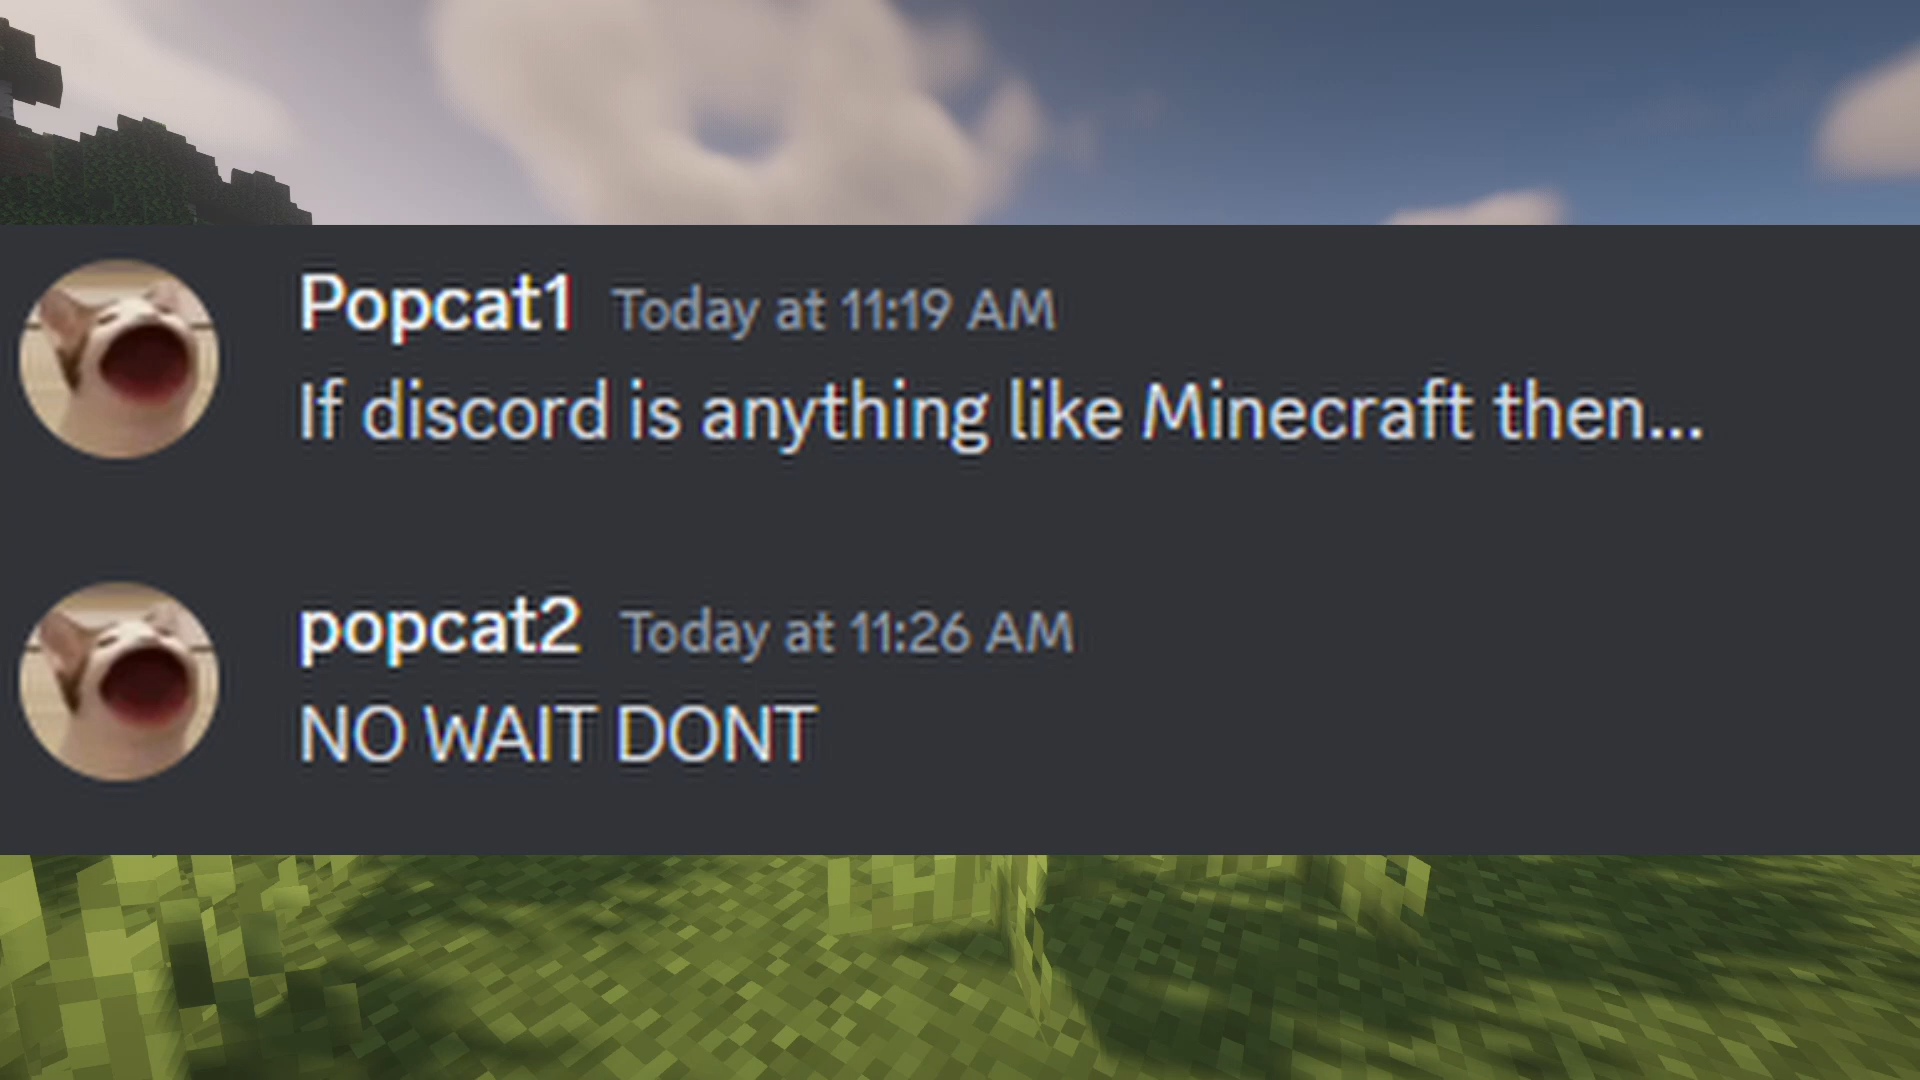 Popcat1 Today at 11:19 AM
If discord is anything like Minecraft then...
popcat2 Today at 11:26 AM
NO WAIT DONT